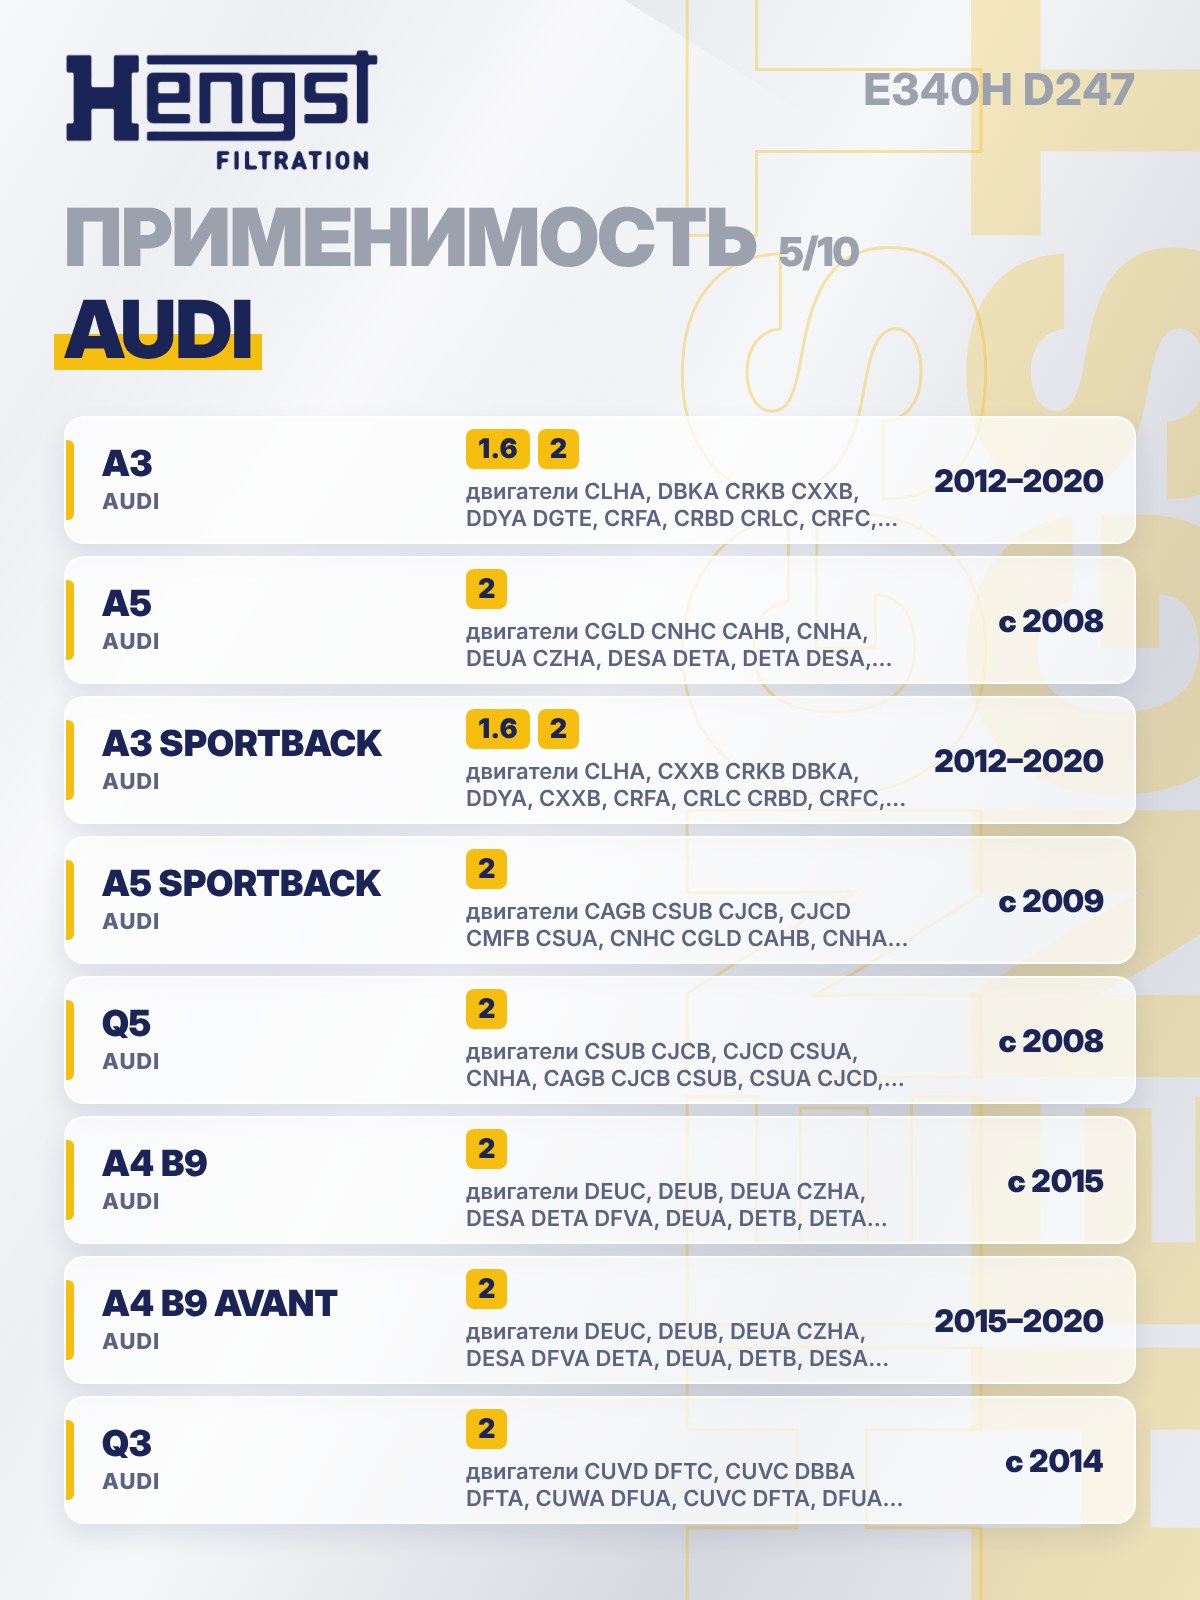 Hengst
FILTRATION
E340H D247
ПРИМЕНИМОСТЬ 5/10
AUDI
A3
AUDI
1.6 2
двигатели CLHA, DBKA CRKB CXXB,
DDYA DGTE, CRFA, CRBD CRLC, CRFC,...
2012–2020
A5
AUDI
2
двигатели CGLD CNHC CAHB, CNHA,
DEUA CZHA, DESA DETA, DETA DESA,...
с 2008
A3 SPORTBACK
AUDI
1.6 2
двигатели CLHA, CXXB CRKB DBKA,
DDYA, CXXB, CRFA, CRLC CRBD, CRFC,...
2012–2020
A5 SPORTBACK
AUDI
2
двигатели CAGB CSUB CJCB, CJCD
CMFB CSUA, CNHC CGLD CAHB, CNHA...
с 2009
Q5
AUDI
2
двигатели CSUB CJCB, CJCD CSUA,
CNHA, CAGB CJCB CSUB, CSUA CJCD,...
с 2008
A4 B9
AUDI
2
двигатели DEUC, DEUB, DEUA CZHA,
DESA DETA DFVA, DEUA, DETB, DETA...
с 2015
A4 B9 AVANT
AUDI
2
двигатели DEUC, DEUB, DEUA CZHA,
DESA DFVA DETA, DEUA, DETB, DESA...
2015–2020
Q3
AUDI
2
двигатели CUVD DFTC, CUVC DBBA
DFTA, CUWA DFUA, CUVC DFTA, DFUA...
с 2014
HENGST